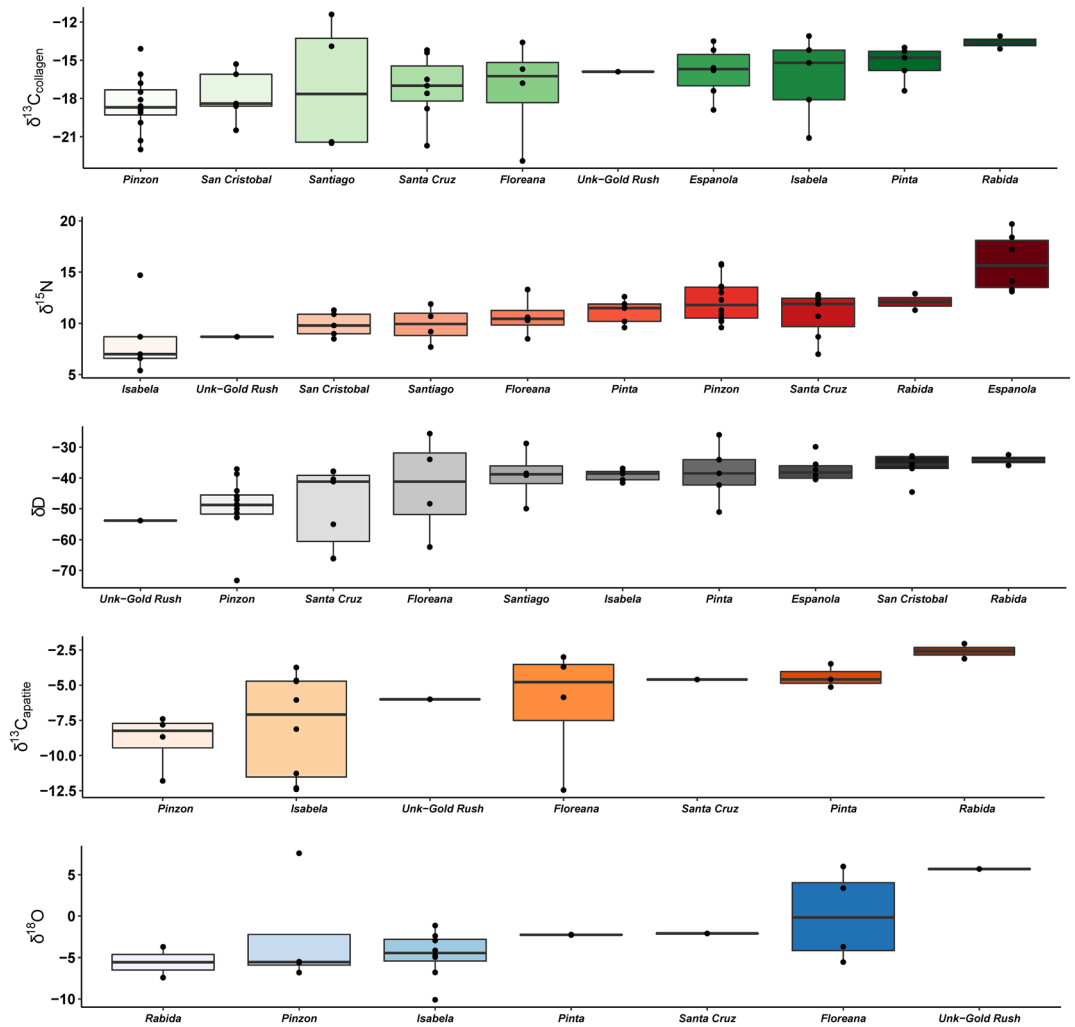 δ13Ccollagen
−12
−15
−18
−21
Pinzon San Cristobal Santiago Santa Cruz Floreana Unk−Gold Rush Espanola Isabela Pinta Rabida
δ15N
20
15
10
5
Isabela Unk−Gold Rush San Cristobal Santiago Floreana Pinta Pinzon Santa Cruz Rabida Espanola
δD
−30
−40
−50
−60
−70
Unk−Gold Rush Pinzon Santa Cruz Floreana Santiago Isabela Pinta Espanola San Cristobal Rabida
δ13Capatite
−2.5
−5.0
−7.5
−10.0
−12.5
Pinzon Isabela Unk−Gold Rush Floreana Santa Cruz Pinta Rabida
δ18O
5
0
−5
−10
Rabida Pinzon Isabela Pinta Santa Cruz Floreana Unk−Gold Rush